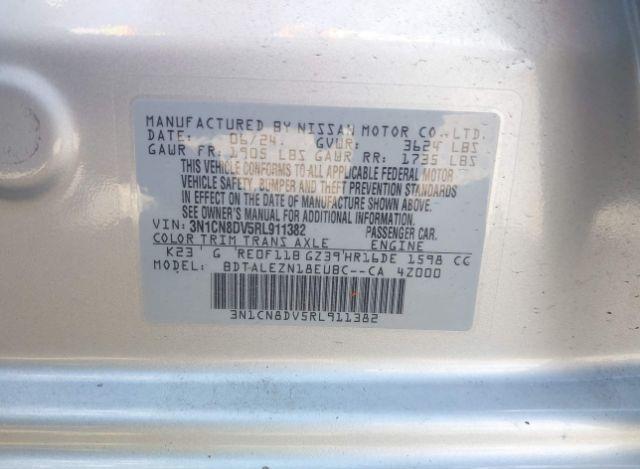 MANUFACTURED BY NISSAN MOTOR CO.,LTD.
DATE: 06/24 GVWR: 3624 LBS
GAWR FR: 1905 LBS GAWR RR: 1735 LBS
THIS VEHICLE CONFORMS TO ALL APPLICABLE FEDERAL MOTOR
VEHICLE SAFETY, BUMPER AND THEFT PREVENTION STANDARDS
IN EFFECT ON THE DATE OF MANUFACTURE SHOWN ABOVE.
SEE OWNER'S MANUAL FOR ADDITIONAL INFORMATION.
VIN: 3N1CN8DV5RL911382 PASSENGER CAR.
COLOR TRIM TRANS AXLE ENGINE
K23 G RE0F11B GZ39 HR16DE 1598 CC
MODEL: BDTALEZN18EUBC--CA 4Z000
3N1CN8DV5RL911382